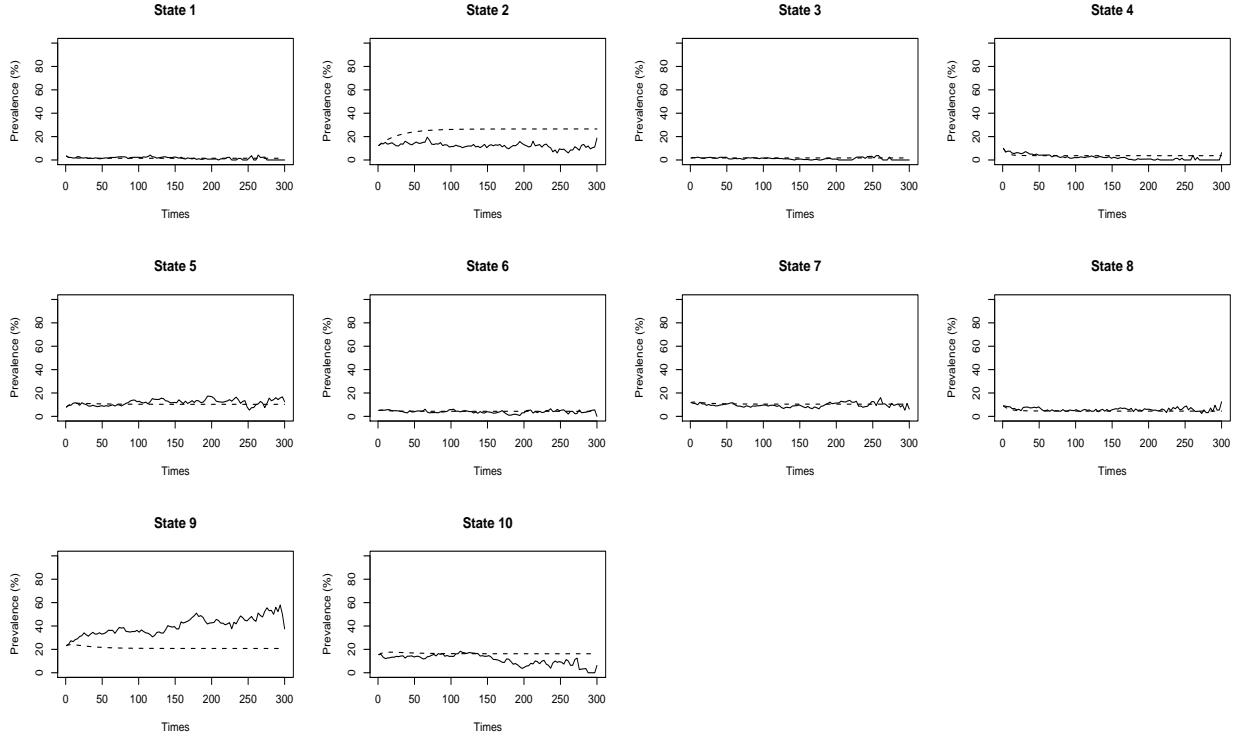 State 1
State 2
State 3
State 4
Prevalence (%)
0 20 40 60 80
0 50 100 150 200 250 300
Times
Prevalence (%)
0 20 40 60 80
0 50 100 150 200 250 300
Times
Prevalence (%)
0 20 40 60 80
0 50 100 150 200 250 300
Times
Prevalence (%)
0 20 40 60 80
0 50 100 150 200 250 300
Times
State 5
State 6
State 7
State 8
Prevalence (%)
0 20 40 60 80
0 50 100 150 200 250 300
Times
Prevalence (%)
0 20 40 60 80
0 50 100 150 200 250 300
Times
Prevalence (%)
0 20 40 60 80
0 50 100 150 200 250 300
Times
Prevalence (%)
0 20 40 60 80
0 50 100 150 200 250 300
Times
State 9
State 10
Prevalence (%)
0 20 40 60 80
0 50 100 150 200 250 300
Times
Prevalence (%)
0 20 40 60 80
0 50 100 150 200 250 300
Times